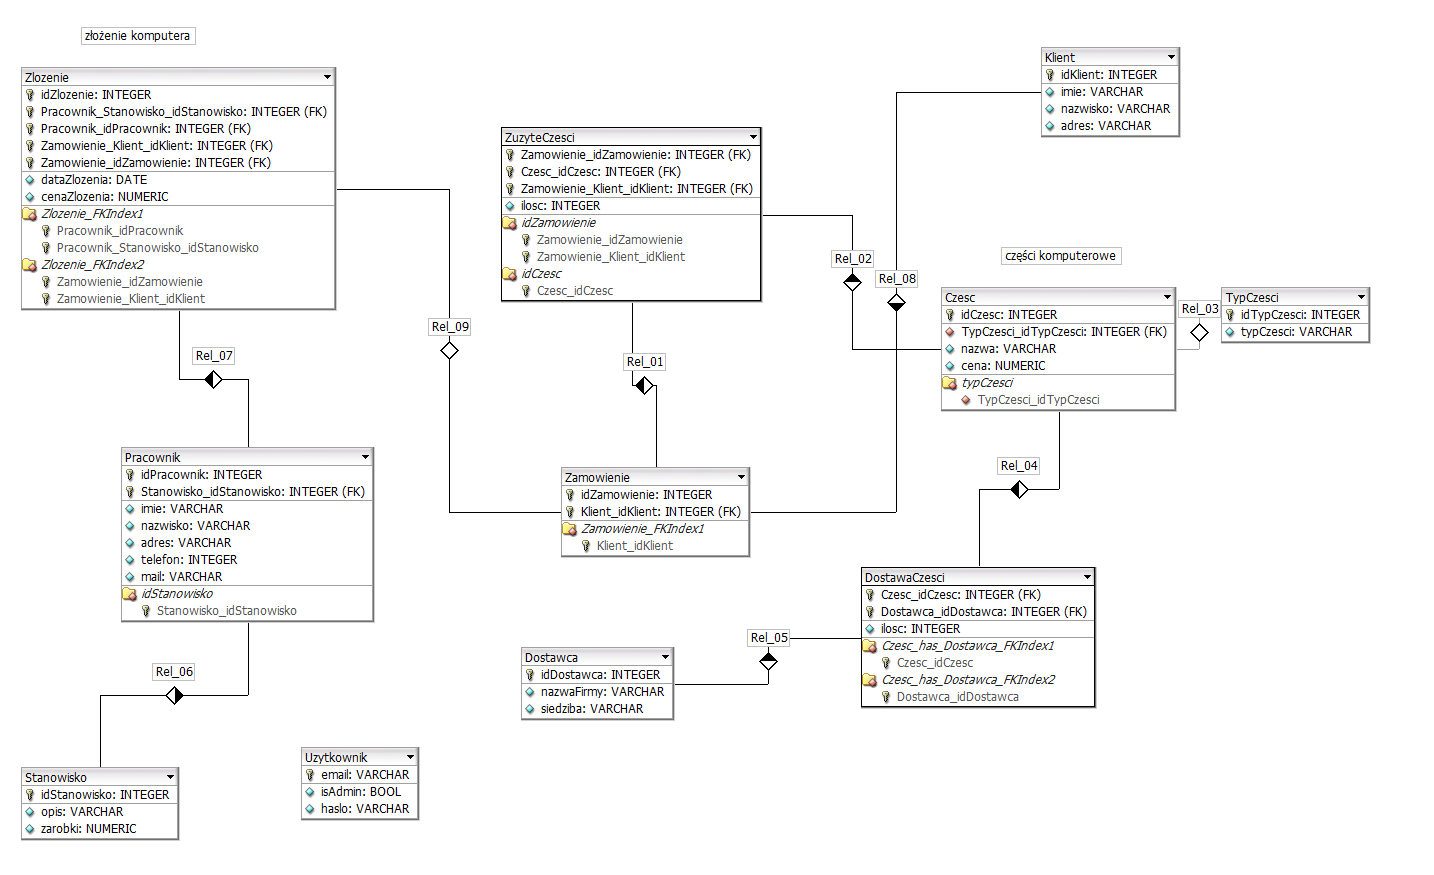 złożenie komputera
Zlozenie
idZlozenie: INTEGER
Pracownik_Stanowisko_idStanowisko: INTEGER (FK)
Pracownik_idPracownik: INTEGER (FK)
Zamowienie_Klient_idKlient: INTEGER (FK)
Zamowienie_idZamowienie: INTEGER (FK)
dataZlozenia: DATE
cenaZlozenia: NUMERIC
Zlozenie_FKIndex1
Pracownik_idPracownik
Pracownik_Stanowisko_idStanowisko
Zlozenie_FKIndex2
Zamowienie_idZamowienie
Zamowienie_Klient_idKlient
ZuzyteCzesci
Zamowienie_idZamowienie: INTEGER (FK)
Czesc_idCzesc: INTEGER (FK)
Zamowienie_Klient_idKlient: INTEGER (FK)
ilosc: INTEGER
idZamowienie
Zamowienie_idZamowienie
Zamowienie_Klient_idKlient
idCzesc
Czesc_idCzesc
Klient
idKlient: INTEGER
imie: VARCHAR
nazwisko: VARCHAR
adres: VARCHAR
Rel_02
Rel_08
części komputerowe
Czesc
idCzesc: INTEGER
TypCzesci_idTypCzesci: INTEGER (FK)
nazwa: VARCHAR
cena: NUMERIC
typCzesci
TypCzesci_idTypCzesci
Rel_03
TypCzesci
idTypCzesci: INTEGER
typCzesci: VARCHAR
Rel_09
Rel_07
Rel_01
Pracownik
idPracownik: INTEGER
Stanowisko_idStanowisko: INTEGER (FK)
imie: VARCHAR
nazwisko: VARCHAR
adres: VARCHAR
telefon: INTEGER
mail: VARCHAR
idStanowisko
Stanowisko_idStanowisko
Zamowienie
idZamowienie: INTEGER
Klient_idKlient: INTEGER (FK)
Zamowienie_FKIndex1
Klient_idKlient
Rel_04
DostawaCzesci
Czesc_idCzesc: INTEGER (FK)
Dostawca_idDostawca: INTEGER (FK)
ilosc: INTEGER
Czesc_has_Dostawca_FKIndex1
Czesc_idCzesc
Czesc_has_Dostawca_FKIndex2
Dostawca_idDostawca
Rel_05
Dostawca
idDostawca: INTEGER
nazwaFirmy: VARCHAR
siedziba: VARCHAR
Rel_06
Stanowisko
idStanowisko: INTEGER
opis: VARCHAR
zarobki: NUMERIC
Uzytkownik
email: VARCHAR
isAdmin: BOOL
haslo: VARCHAR